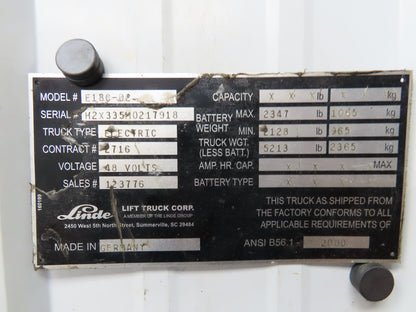 MODEL # E18C-02 CAPACITY X X X lb X X X kg
SERIAL # H2X335M0217918 BATTERY WEIGHT MAX. 2347 lb 1065 kg
TRUCK TYPE ELECTRIC MIN. 2128 lb 965 kg
CONTRACT # 2716 TRUCK WGT. (LESS BATT.) 5213 lb 2365 kg
VOLTAGE 48 VOLTS AMP. HR. CAP. X X X X MAX
SALES # 123776 BATTERY TYPE
Linde LIFT TRUCK CORP.
A MEMBER OF THE LINDE GROUP
2450 West 5th North Street, Summerville, SC 29484
MADE IN GERMANY
THIS TRUCK AS SHIPPED FROM
THE FACTORY CONFORMS TO ALL
APPLICABLE REQUIREMENTS OF
ANSI B56.1 - 2000